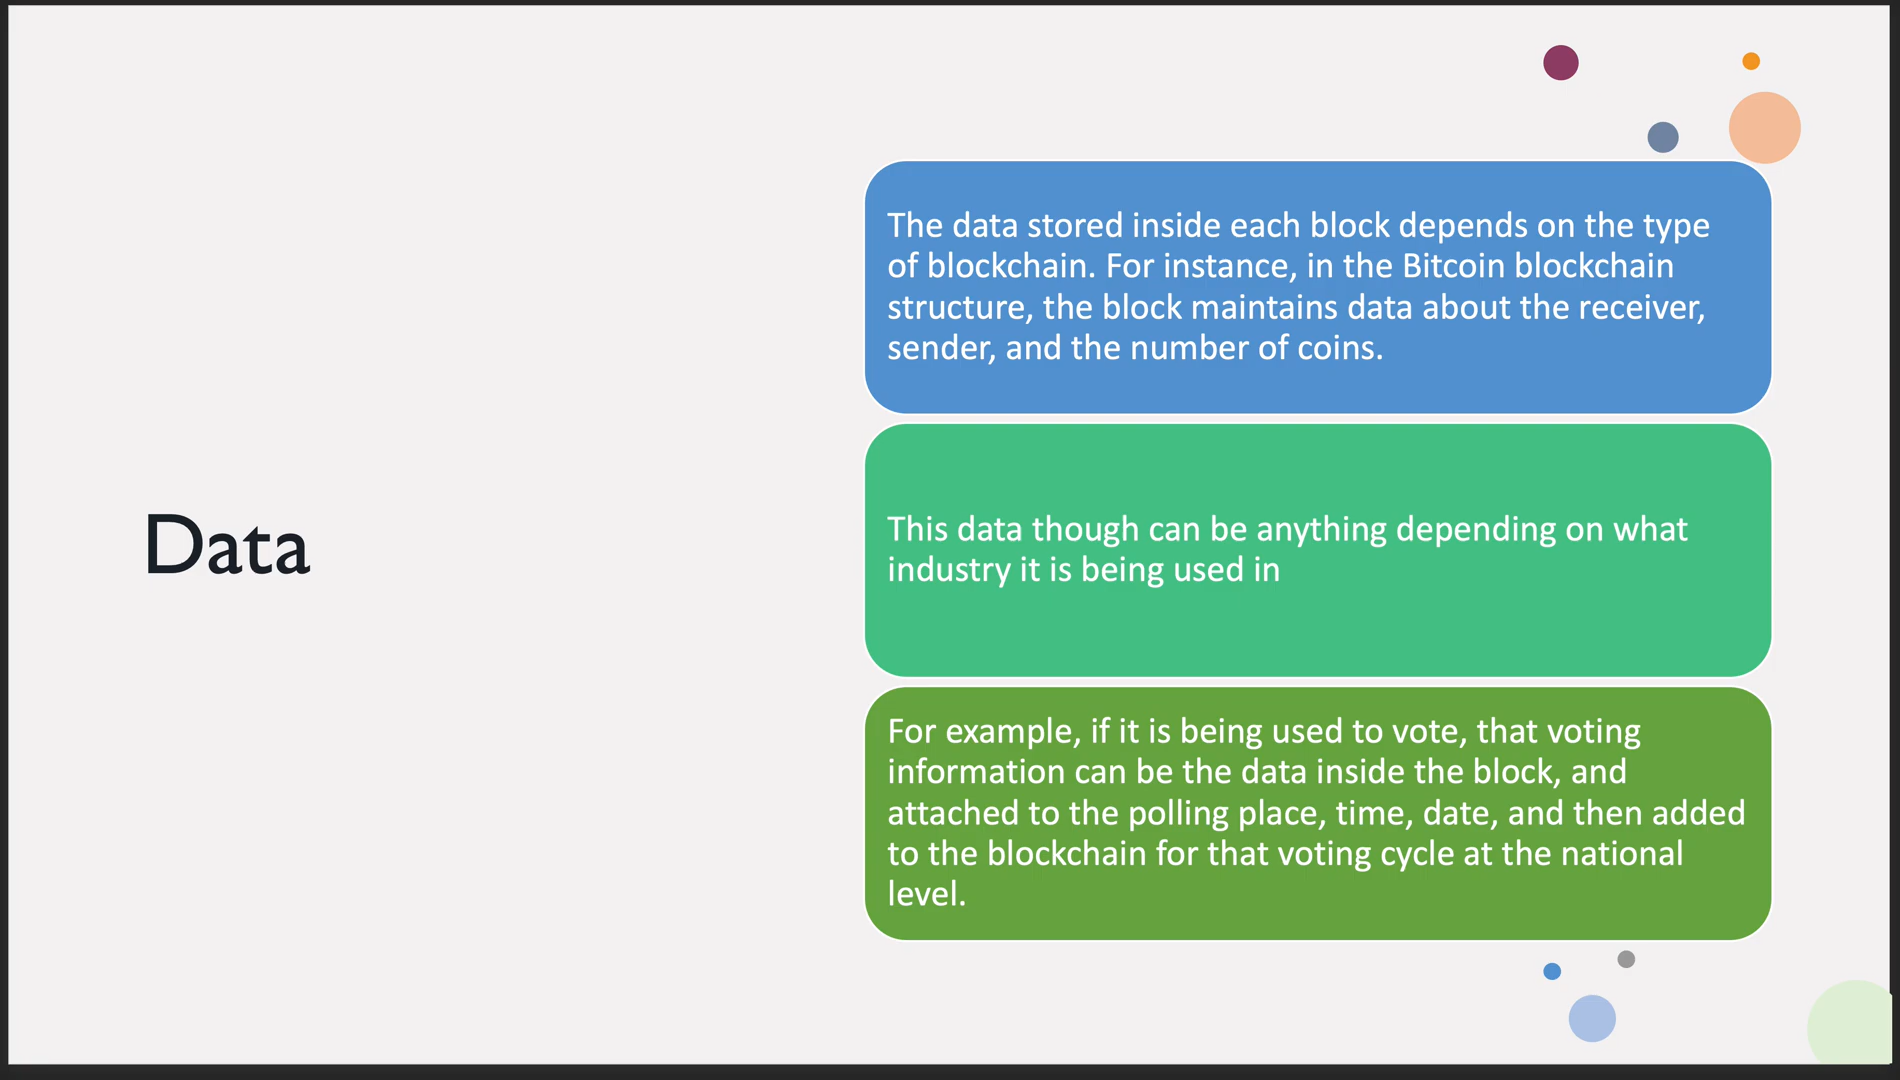 Data
The data stored inside each block depends on the type
of blockchain. For instance, in the Bitcoin blockchain
structure, the block maintains data about the receiver,
sender, and the number of coins.
This data though can be anything depending on what
industry it is being used in
For example, if it is being used to vote, that voting
information can be the data inside the block, and
attached to the polling place, time, date, and then added
to the blockchain for that voting cycle at the national
level.